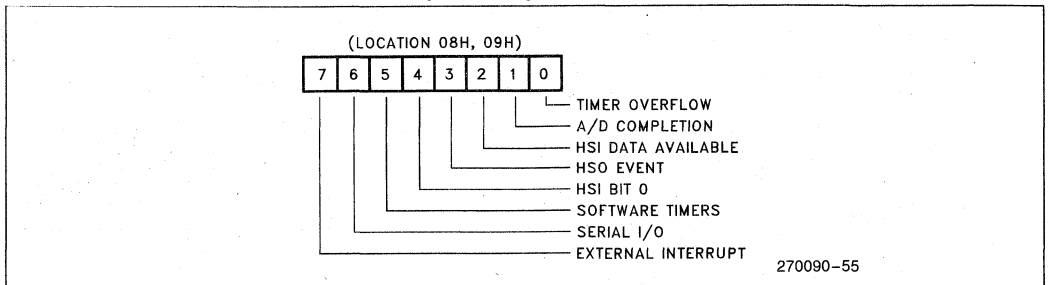 (LOCATION 08H, 09H)
7 6 5 4 3 2 1 0
TIMER OVERFLOW
A/D COMPLETION
HSI DATA AVAILABLE
HSO EVENT
HSI BIT 0
SOFTWARE TIMERS
SERIAL I/O
EXTERNAL INTERRUPT
270090-55